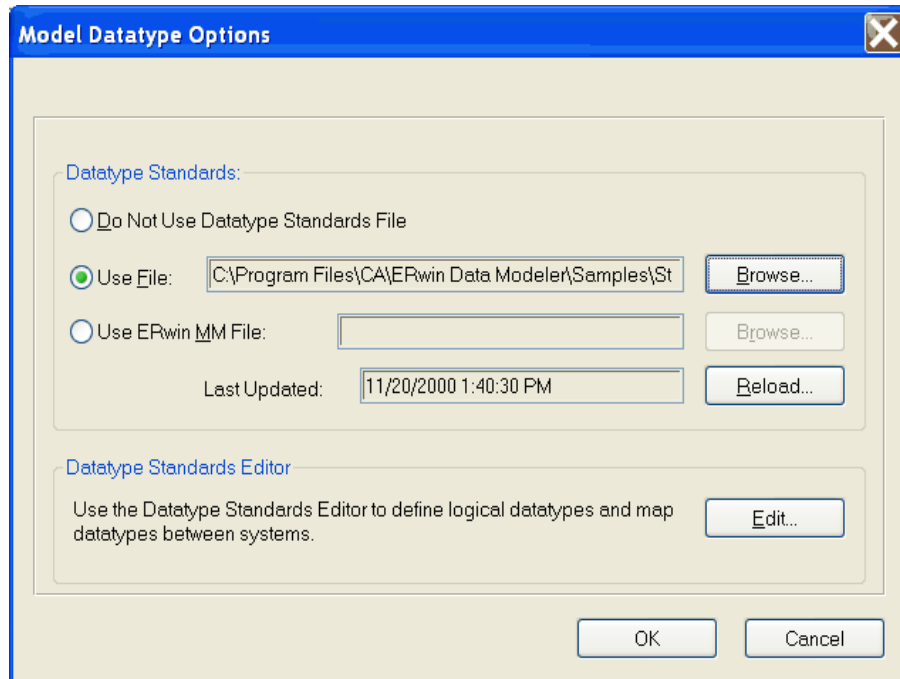 Model Datatype Options
Datatype Standards:
Do Not Use Datatype Standards File
Use File: C:\Program Files\CA\ERwin Data Modeler\Samples\St Browse...
Use ERwin MM File: Browse...
Last Updated: 11/20/2000 1:40:30 PM Reload...
Datatype Standards Editor
Use the Datatype Standards Editor to define logical datatypes and map
datatypes between systems.
Edit...
OK Cancel